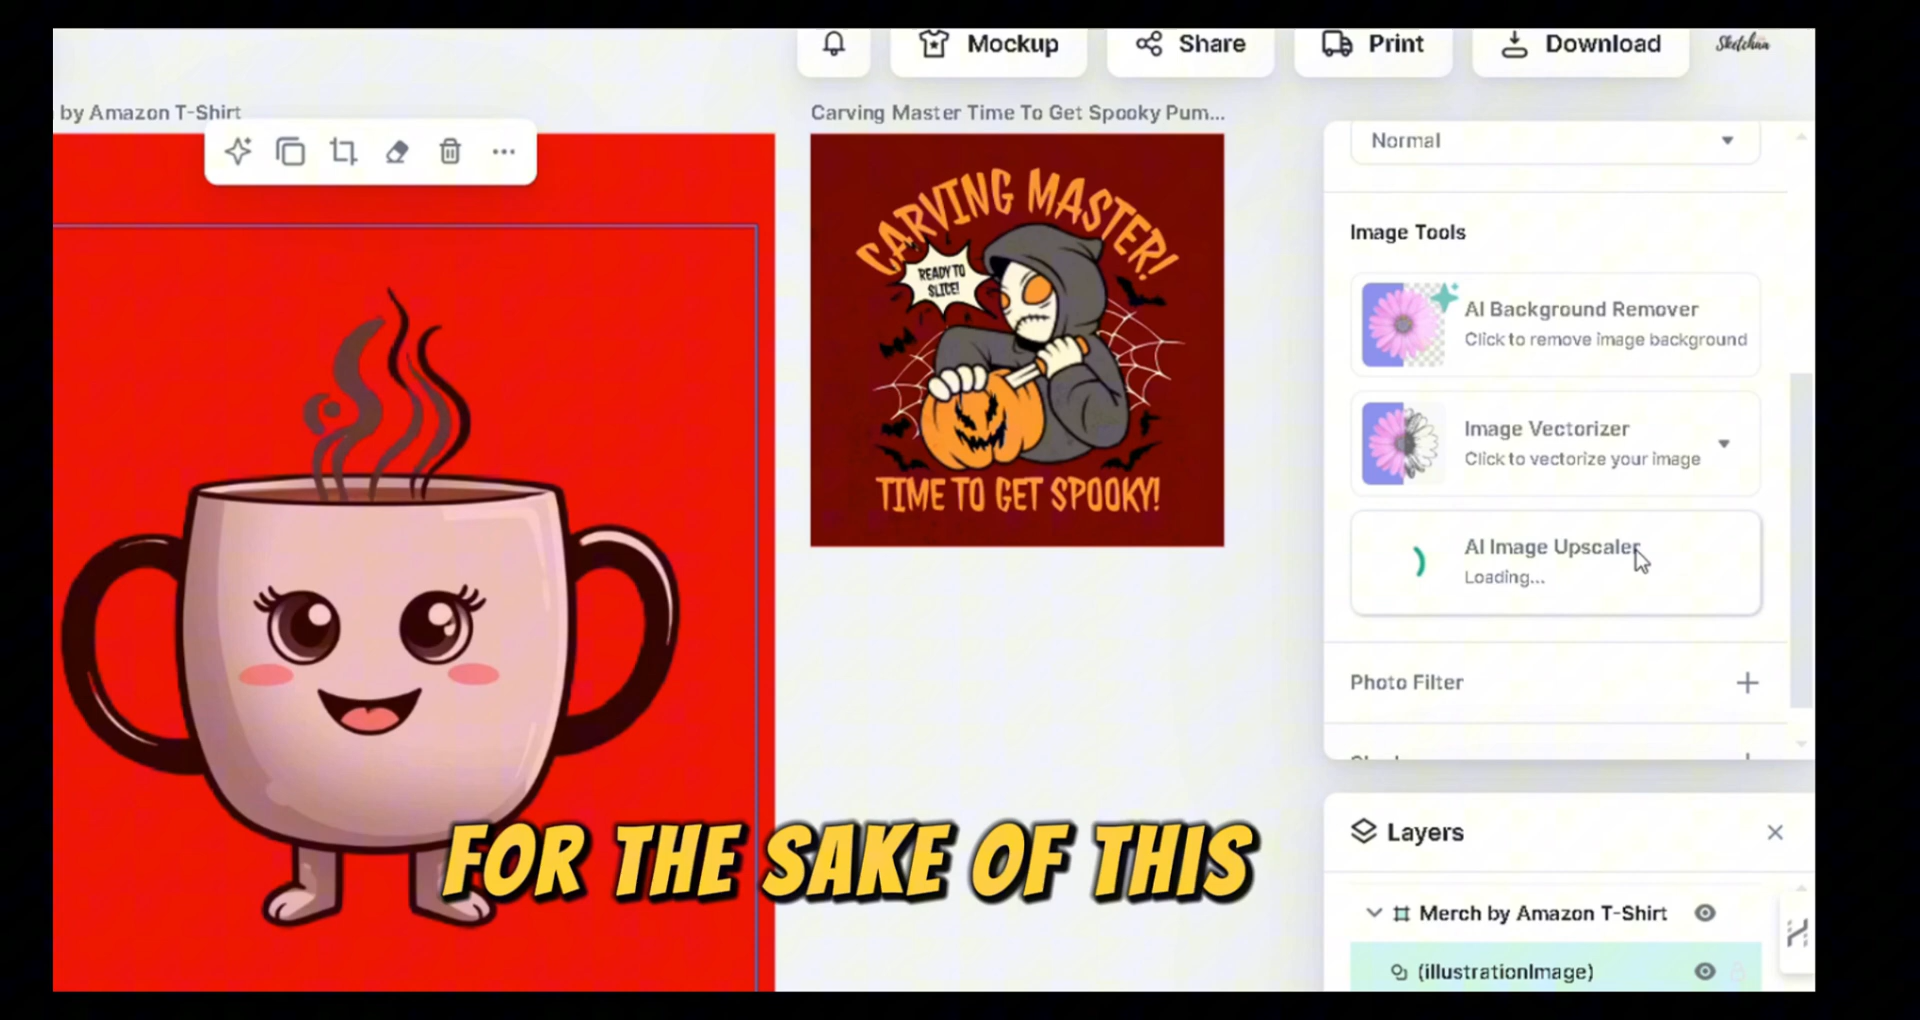 Mockup
Share
Print
Download
Sketchan
by Amazon T-Shirt
Carving Master Time To Get Spooky Pum...
CARVING MASTER!
READY TO
SLICE!
TIME TO GET SPOOKY!
Normal
Image Tools
AI Background Remover
Click to remove image background
Image Vectorizer
Click to vectorize your image
AI Image Upscaler
Loading...
Photo Filter
FOR THE SAKE OF THIS
Layers
Merch by Amazon T-Shirt
(illustrationImage)